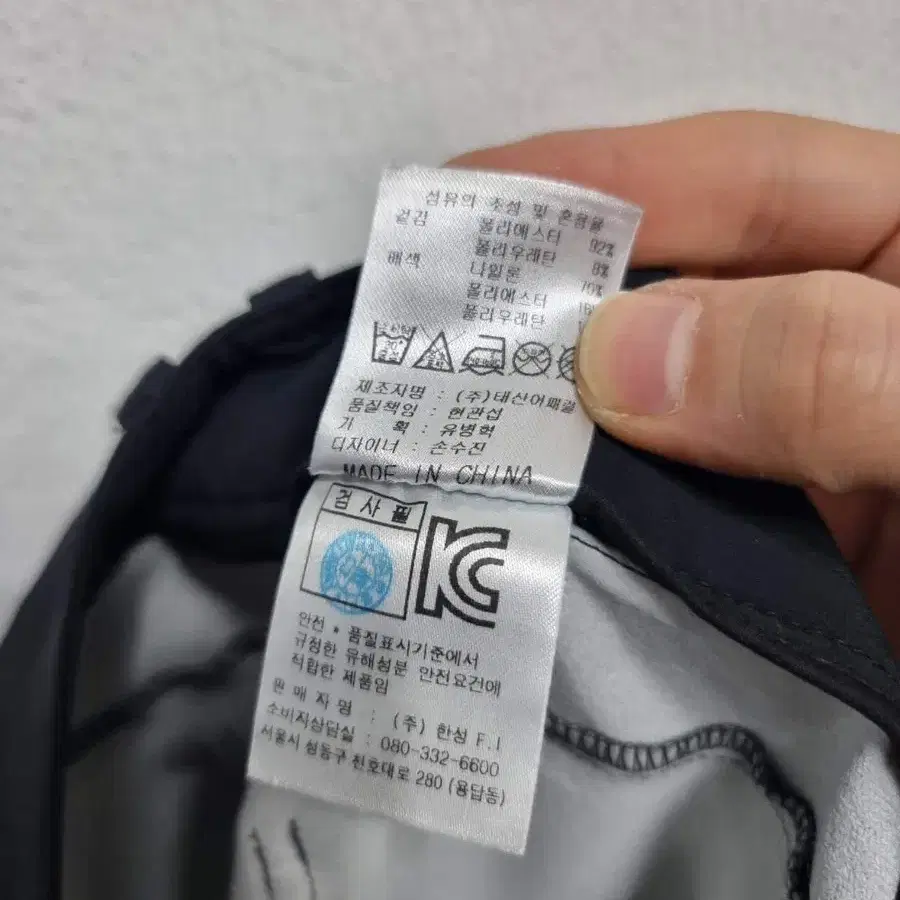 섬유의 조성 및 혼용율
겉감 폴리에스터 92%
폴리우레탄 8%
배색 나일론
폴리에스터
폴리우레탄
제조자명 : (주)태산어패럴
품질책임 : 현관섭
기 획 : 유병혁
디자이너 : 손수진
MADE IN CHINA
검사필
KC
안전·품질표시기준에서
규정한 유해성분 안전요건에
적합한 제품임
판매자명 : (주) 한성 F.I
소비자상담실 : 080-332-6600
서울시 성동구 천호대로 280 (용답동)